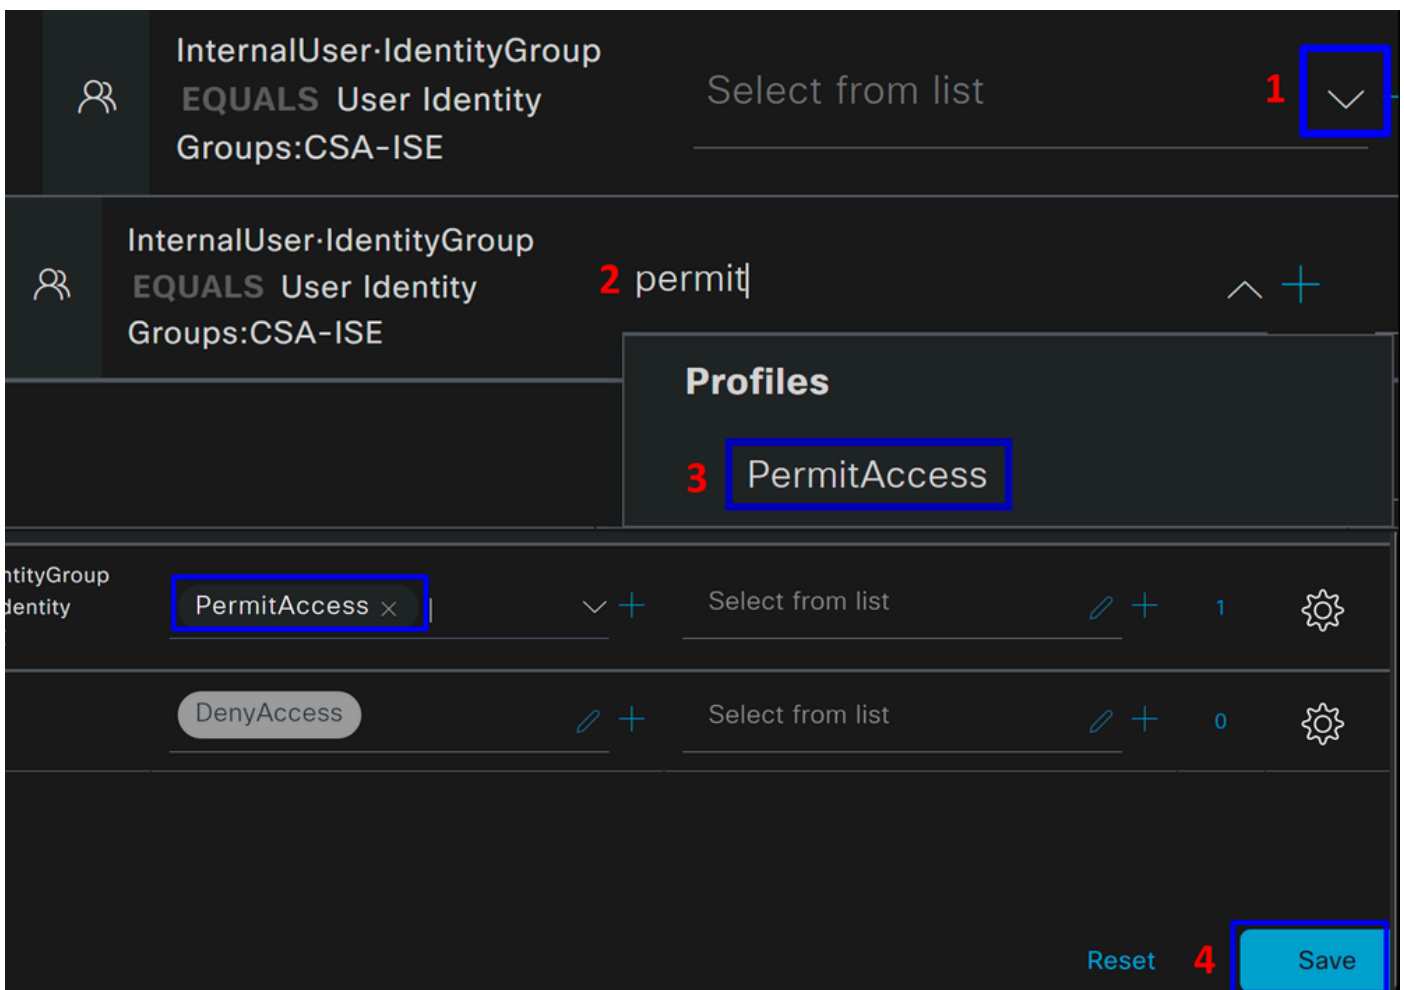 InternalUser·IdentityGroup
EQUALS User Identity
Groups:CSA-ISE
Select from list
1
InternalUser·IdentityGroup
EQUALS User Identity
Groups:CSA-ISE
2 permit
Profiles
3 PermitAccess
ntityGroup
dentity
PermitAccess ×
Select from list
1
DenyAccess
Select from list
0
Reset
4
Save